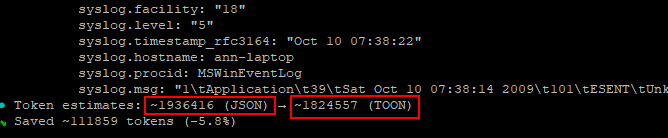 syslog.facility: "18"
syslog.level: "5"
syslog.timestamp_rfc3164: "Oct 10 07:38:22"
syslog.hostname: ann-laptop
syslog.procid: MSWinEventLog
syslog.msg: "1\tApplication\t39\tSat Oct 10 07:38:14 2009\t101\tESENT\tUnk
Token estimates: ~1936416 (JSON) → ~1824557 (TOON)
✔ Saved ~111859 tokens (-5.8%)